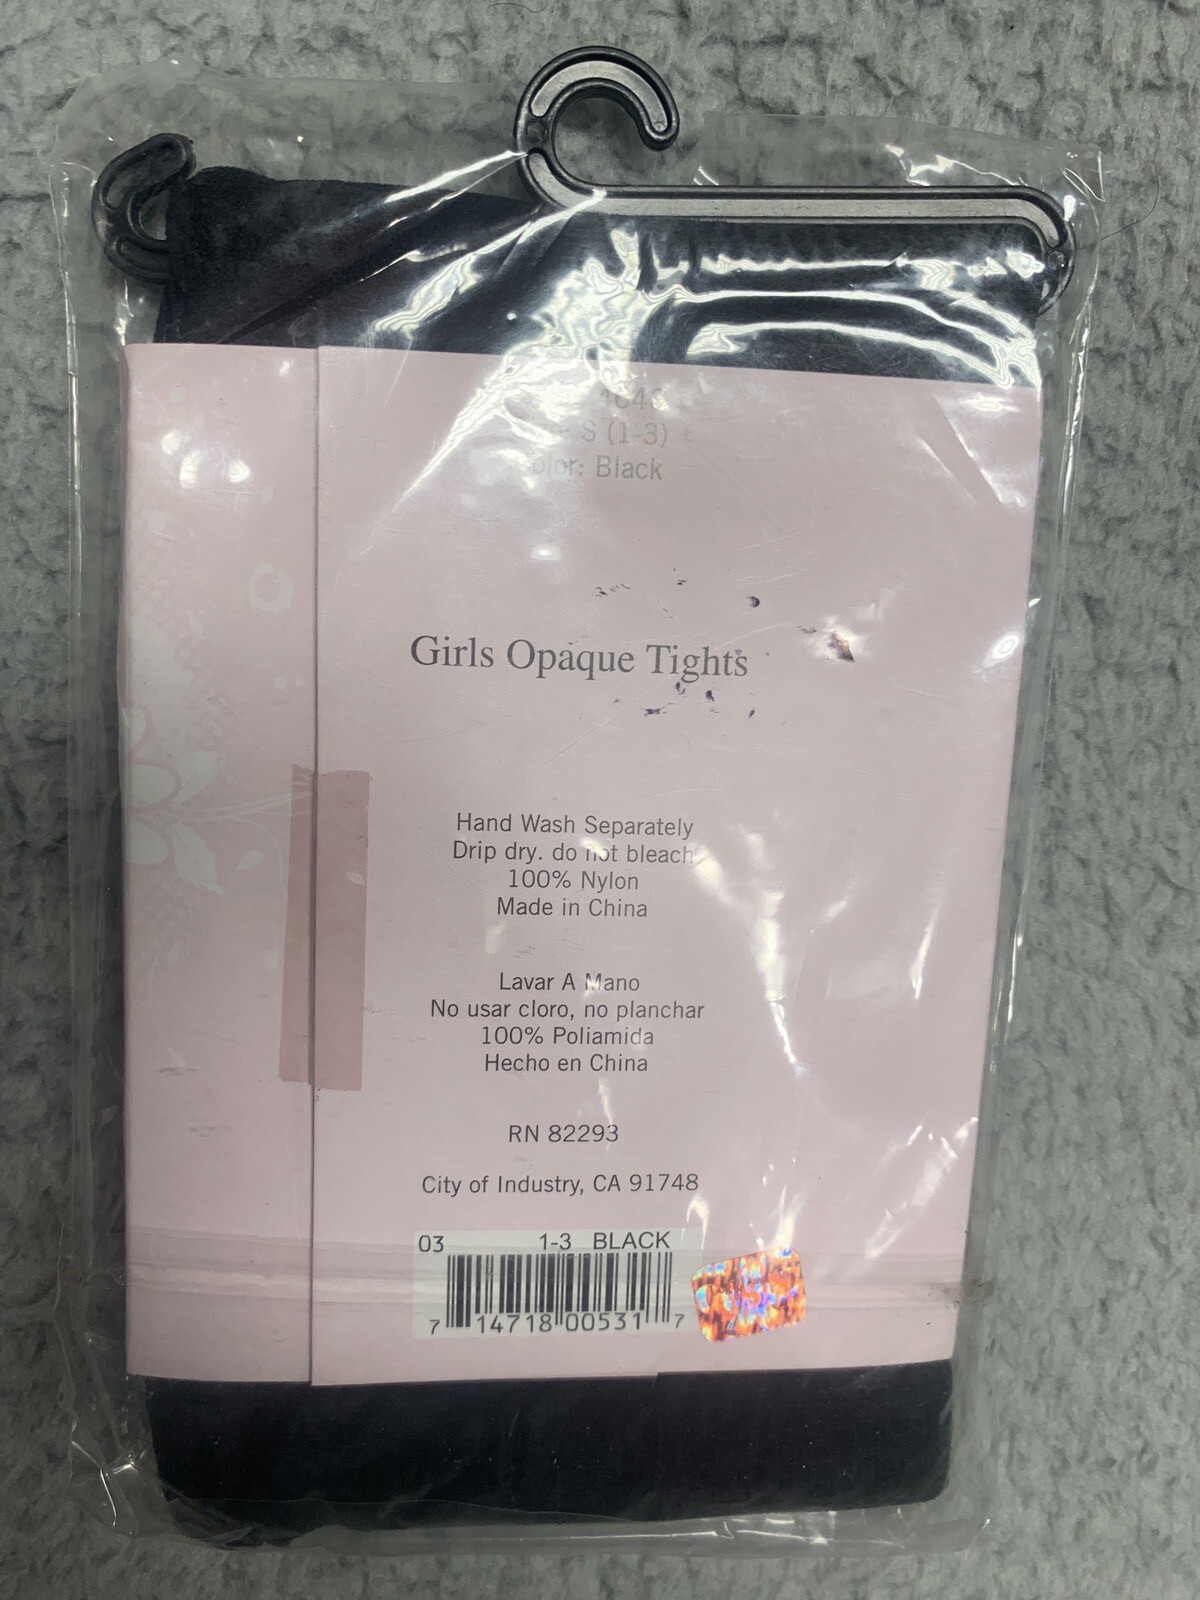 S (1-3)
Color: Black
Girls Opaque Tights
Hand Wash Separately
Drip dry. do not bleach
100% Nylon
Made in China
Lavar A Mano
No usar cloro, no planchar
100% Poliamida
Hecho en China
RN 82293
City of Industry, CA 91748
03 1-3 BLACK
7 14718 00531 7